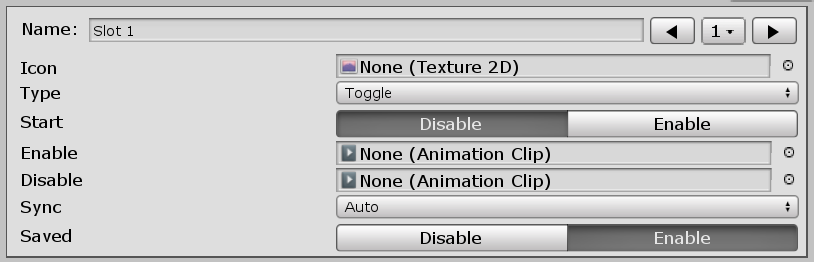 Name: Slot 1 1
Icon None (Texture 2D)
Type Toggle
Start Disable Enable
Enable None (Animation Clip)
Disable None (Animation Clip)
Sync Auto
Saved Disable Enable